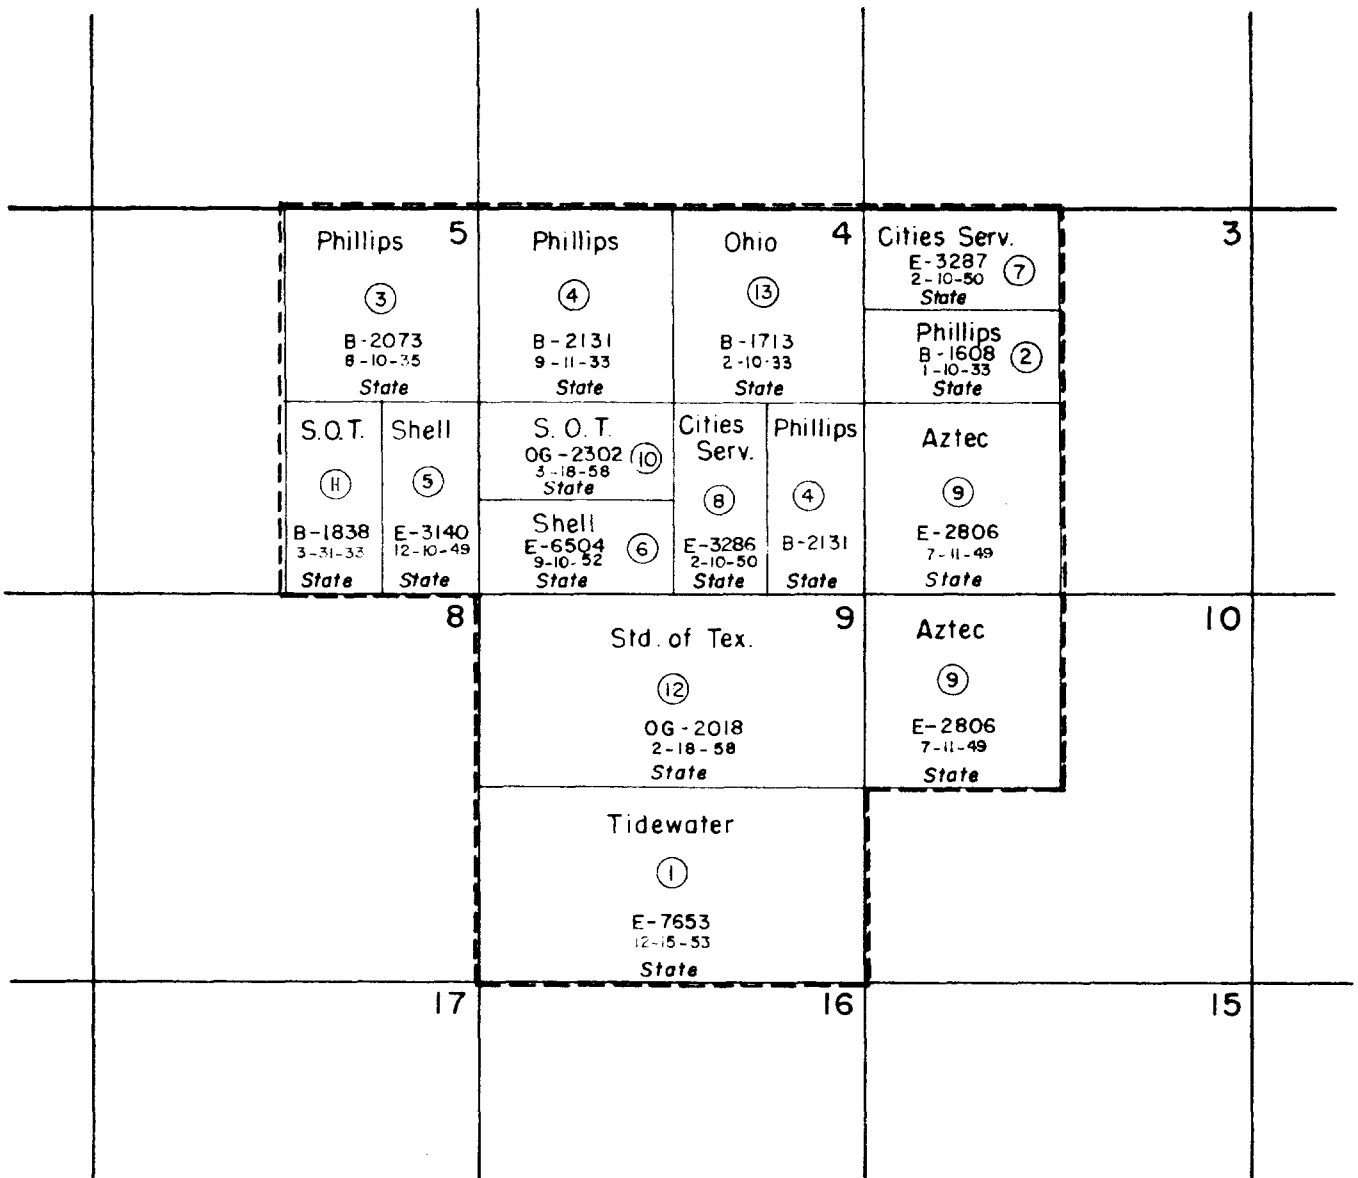 Phillips 5
3
B-2073
8-10-35
State
Phillips
4
B-2131
9-11-33
State
Ohio 4
13
B-1713
2-10-33
State
Cities Serv.
E-3287 7
2-10-50
State
Phillips
B-1608 2
1-10-33
State
3
S.O.T.
11
B-1838
3-31-33
State
Shell
5
E-3140
12-10-49
State
S. O. T.
OG-2302 10
3-18-58
State
Shell
E-6504 6
9-10-52
State
Cities
Serv.
8
E-3286
2-10-50
State
Phillips
4
B-2131
State
Aztec
9
E-2806
7-11-49
State
8
9
Std. of Tex.
12
OG-2018
2-18-58
State
Aztec
9
E-2806
7-11-49
State
10
Tidewater
1
E-7653
12-15-53
State
17
16
15